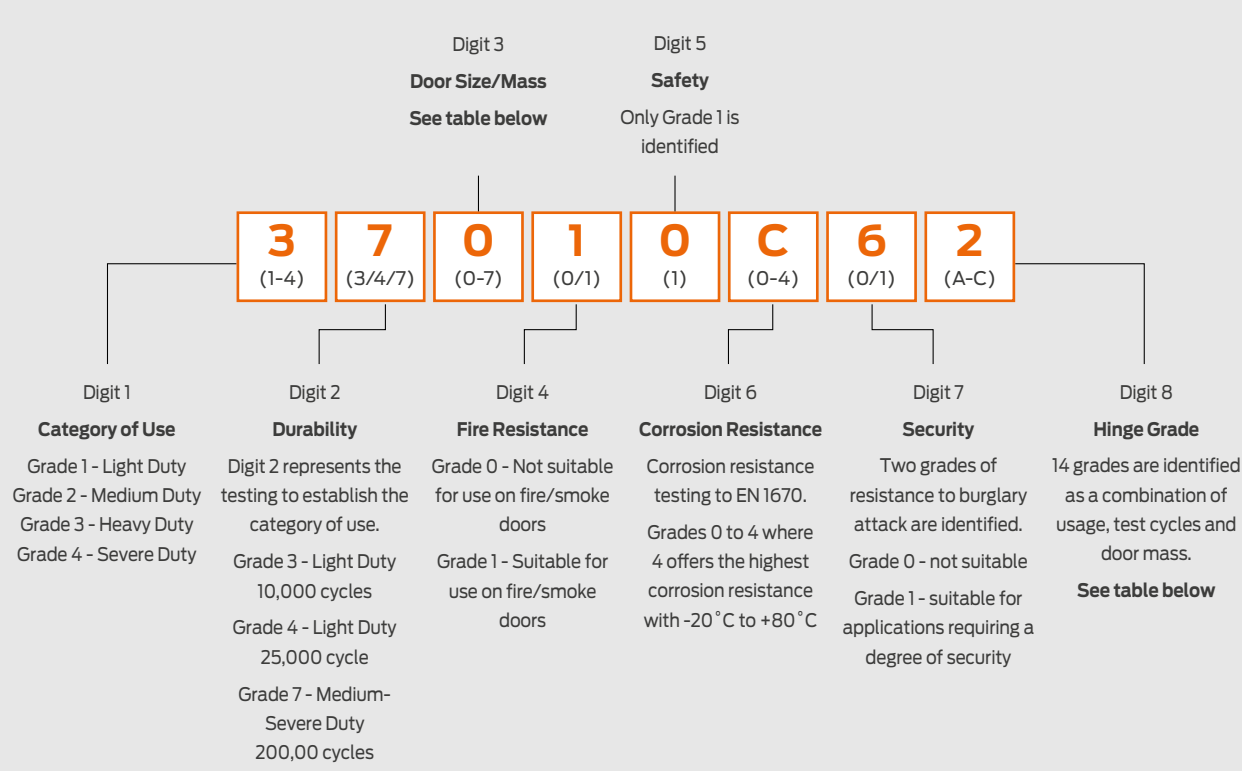 Digit 3
Door Size/Mass
See table below
Digit 5
Safety
Only Grade 1 is
identified
3
(1-4)
7
(3/4/7)
0
(0-7)
1
(0/1)
0
(1)
C
(0-4)
6
(0/1)
2
(A-C)
Digit 1
Category of Use
Grade 1 - Light Duty
Grade 2 - Medium Duty
Grade 3 - Heavy Duty
Grade 4 - Severe Duty
Digit 2
Durability
Digit 2 represents the
testing to establish the
category of use.
Grade 3 - Light Duty
10,000 cycles
Grade 4 - Light Duty
25,000 cycle
Grade 7 - Medium-
Severe Duty
200,00 cycles
Digit 4
Fire Resistance
Grade 0 - Not suitable
for use on fire/smoke
doors
Grade 1 - Suitable for
use on fire/smoke
doors
Digit 6
Corrosion Resistance
Corrosion resistance
testing to EN 1670.
Grades 0 to 4 where
4 offers the highest
corrosion resistance
with -20˚C to +80˚C
Digit 7
Security
Two grades of
resistance to burglary
attack are identified.
Grade 0 - not suitable
Grade 1 - suitable for
applications requiring a
degree of security
Digit 8
Hinge Grade
14 grades are identified
as a combination of
usage, test cycles and
door mass.
See table below